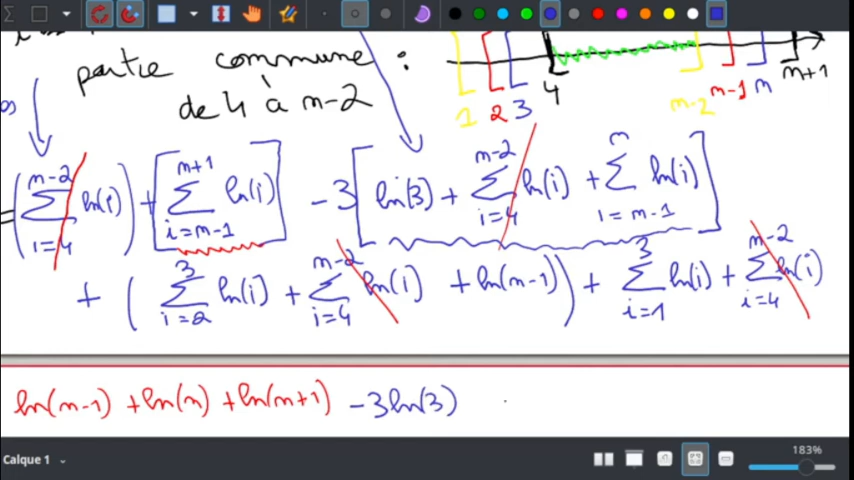 partie commune :
de 4 à n-2
1 2 3 4 n-2 n-1 n n+1
= (∑_{i=4}^{n-2} ln(i)) + [∑_{i=n-1}^{n+1} ln(i)] -3 [ln(3) + ∑_{i=4}^{n-2} ln(i) + ∑_{i=n-1}^{n} ln(i)]
+ (∑_{i=2}^{3} ln(i) + ∑_{i=4}^{n-2} ln(i) + ln(n-1)) + ∑_{i=1}^{3} ln(i) + ∑_{i=4}^{n-2} ln(i)
ln(n-1) + ln(n) + ln(n+1) -3ln(3)
183%
Calque 1